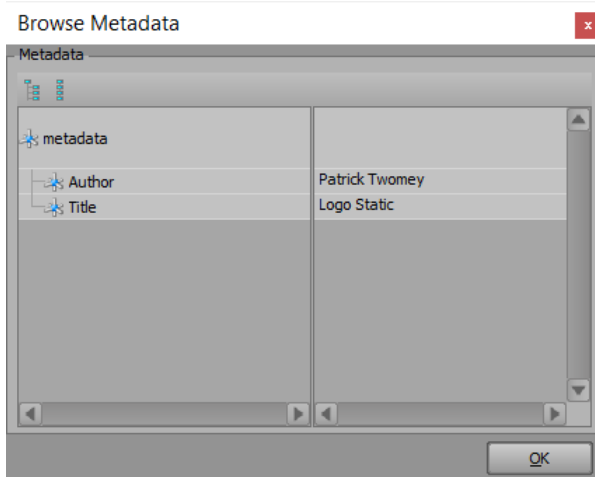 Browse Metadata
x
Metadata
metadata
Author Patrick Twomey
Title Logo Static
OK